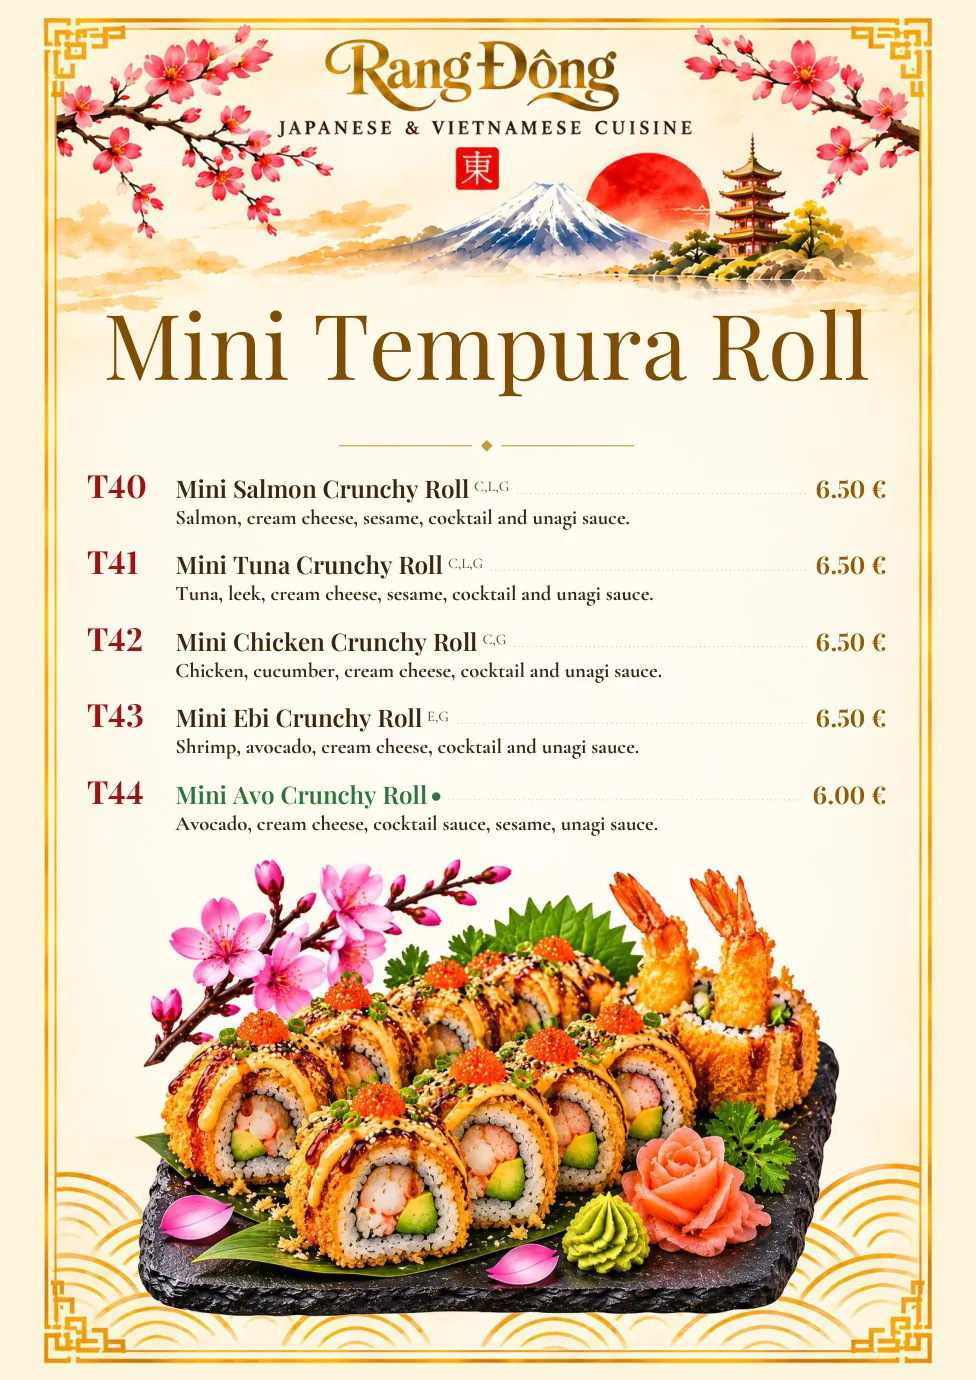 Rang Đông
JAPANESE & VIETNAMESE CUISINE
東
Mini Tempura Roll
T40 Mini Salmon Crunchy Roll C,L,G 6.50 €
Salmon, cream cheese, sesame, cocktail and unagi sauce.
T41 Mini Tuna Crunchy Roll C,L,G 6.50 €
Tuna, leek, cream cheese, sesame, cocktail and unagi sauce.
T42 Mini Chicken Crunchy Roll C,G 6.50 €
Chicken, cucumber, cream cheese, cocktail and unagi sauce.
T43 Mini Ebi Crunchy Roll E,G 6.50 €
Shrimp, avocado, cream cheese, cocktail and unagi sauce.
T44 Mini Avo Crunchy Roll• 6.00 €
Avocado, cream cheese, cocktail sauce, sesame, unagi sauce.